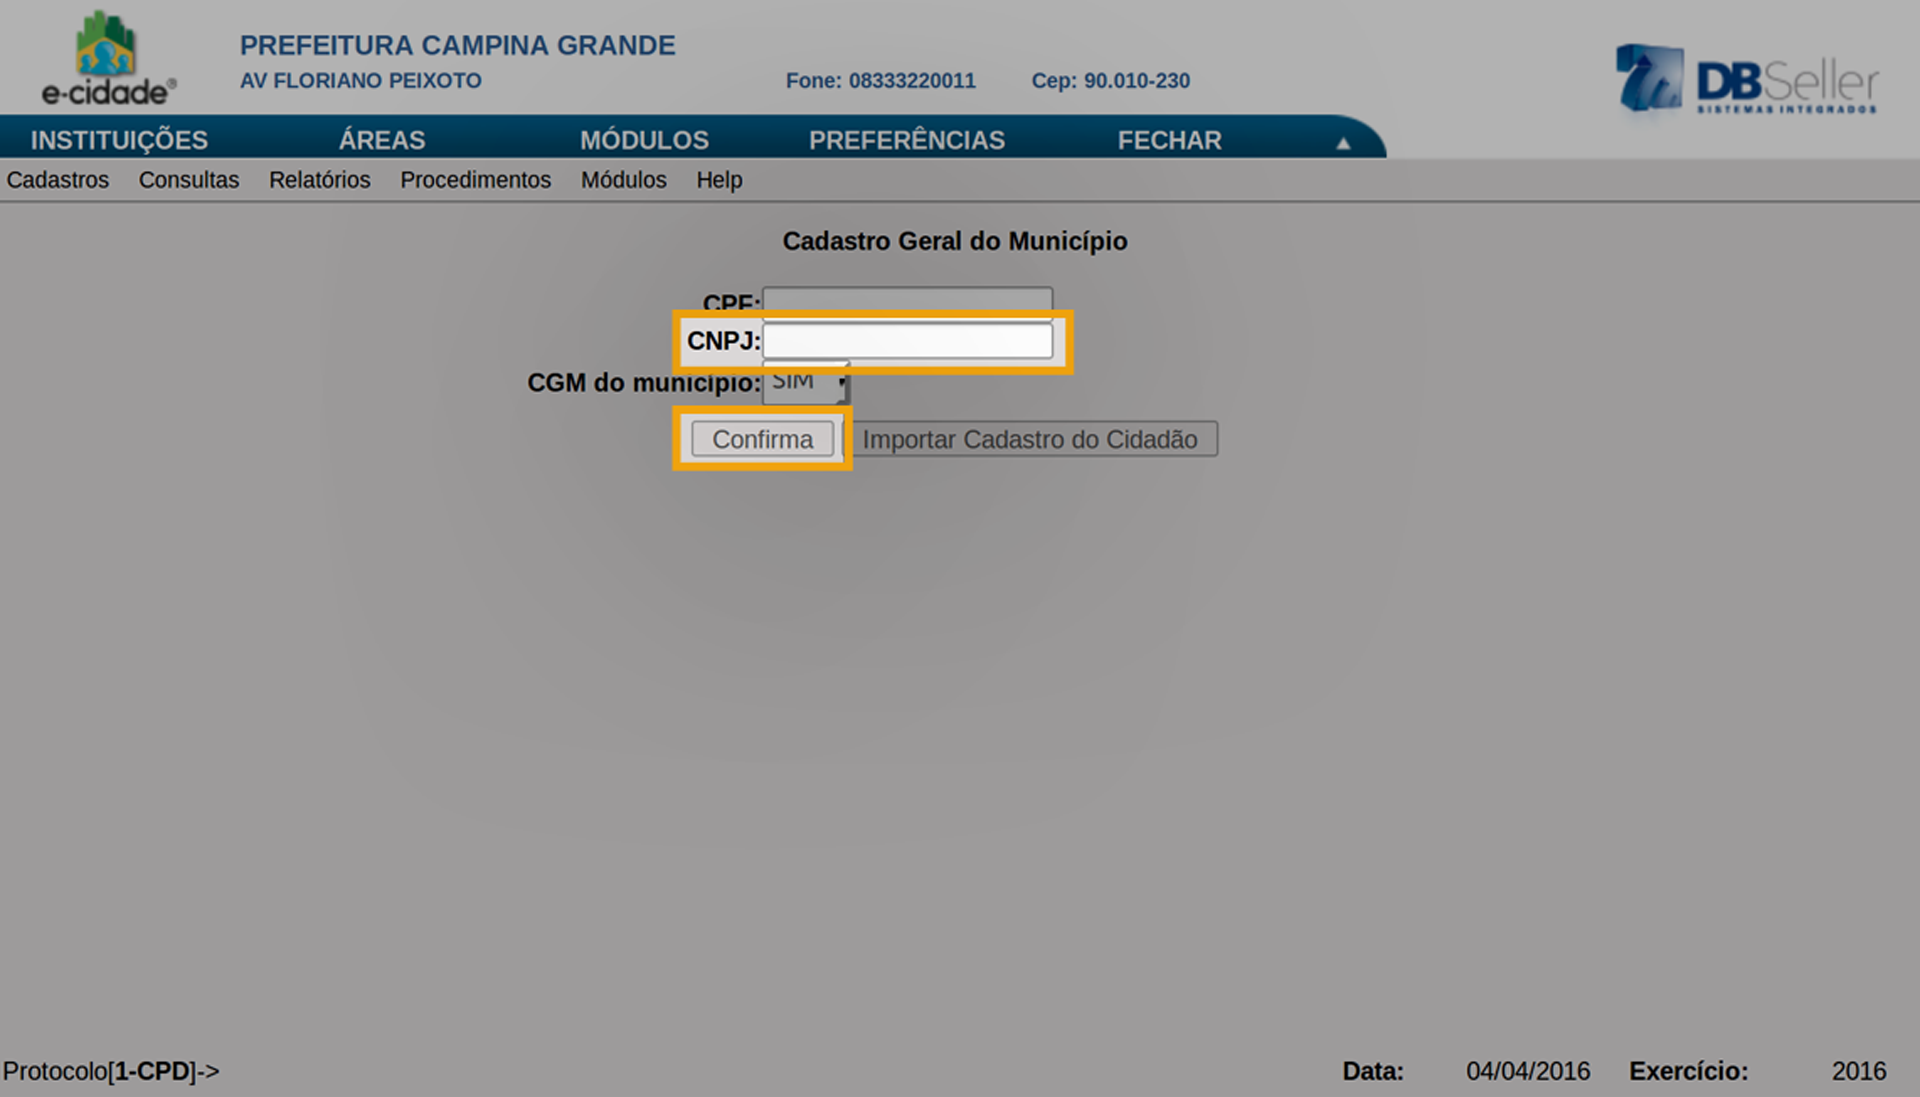 e-cidade®
PREFEITURA CAMPINA GRANDE
AV FLORIANO PEIXOTO Fone: 08333220011 Cep: 90.010-230
DBSeller
SISTEMAS INTEGRADOS
INSTITUIÇÕES ÁREAS MÓDULOS PREFERÊNCIAS FECHAR
Cadastros Consultas Relatórios Procedimentos Módulos Help
Cadastro Geral do Município
CPF:
CNPJ:
CGM do município: SIM
Confirma Importar Cadastro do Cidadão
Protocolo[1-CPD]-> Data: 04/04/2016 Exercício: 2016